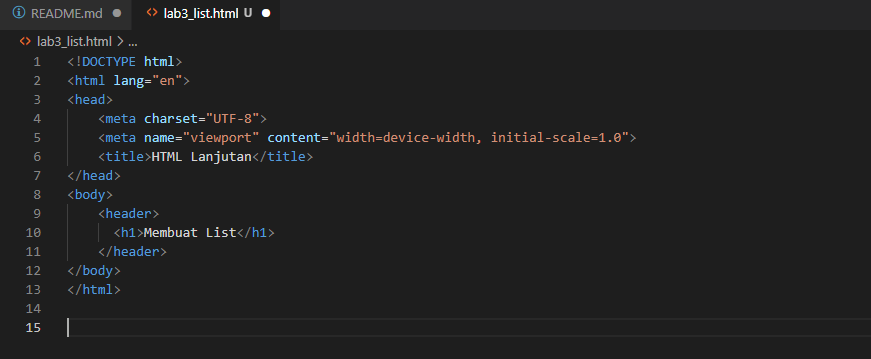 README.md
lab3_list.html U
lab3_list.html > ...
1 <!DOCTYPE html>
2 <html lang="en">
3 <head>
4 <meta charset="UTF-8">
5 <meta name="viewport" content="width=device-width, initial-scale=1.0">
6 <title>HTML Lanjutan</title>
7 </head>
8 <body>
9 <header>
10 <h1>Membuat List</h1>
11 </header>
12 </body>
13 </html>
14
15